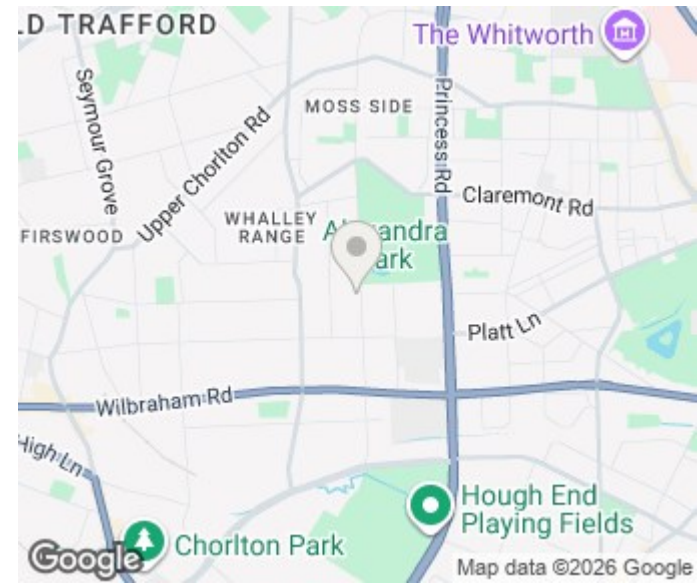 LD TRAFFORD
The Whitworth
Seymour Grove
MOSS SIDE
Princess Rd
Upper Chorlton Rd
Claremont Rd
WHALLEY
RANGE
FIRSWOOD
Platt Ln
Wilbraham Rd
High Ln
Hough End
Playing Fields
Chorlton Park
Google
Map data ©2026 Google